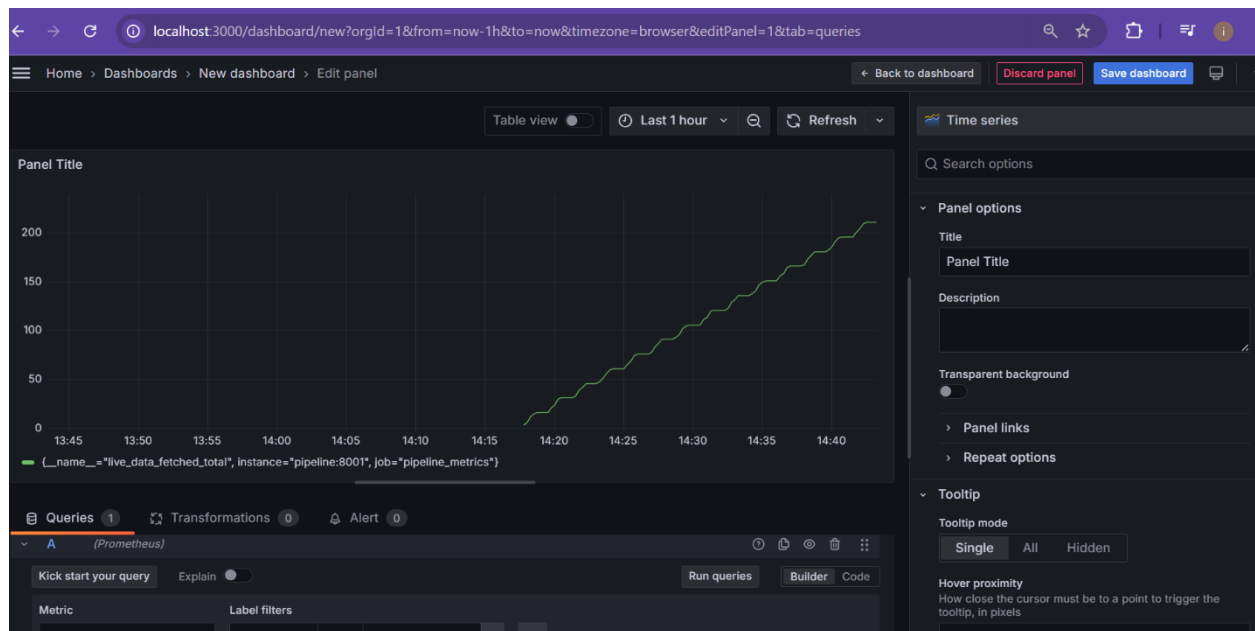 localhost:3000/dashboard/new?orgId=1&from=now-1h&to=now&timezone=browser&editPanel=1&tab=queries
i
Home › Dashboards › New dashboard › Edit panel
← Back to dashboard
Discard panel
Save dashboard
Table view
Last 1 hour
Refresh
Time series
Panel Title
Search options
Panel options
Title
Panel Title
Description
Transparent background
Panel links
Repeat options
Tooltip
Tooltip mode
Single All Hidden
Hover proximity
How close the cursor must be to a point to trigger the
tooltip, in pixels
200
150
100
50
0
13:45 13:50 13:55 14:00 14:05 14:10 14:15 14:20 14:25 14:30 14:35 14:40
{__name__="live_data_fetched_total", instance="pipeline:8001", job="pipeline_metrics"}
Queries 1 Transformations 0 Alert 0
A (Prometheus)
Kick start your query Explain Run queries Builder Code
Metric Label filters